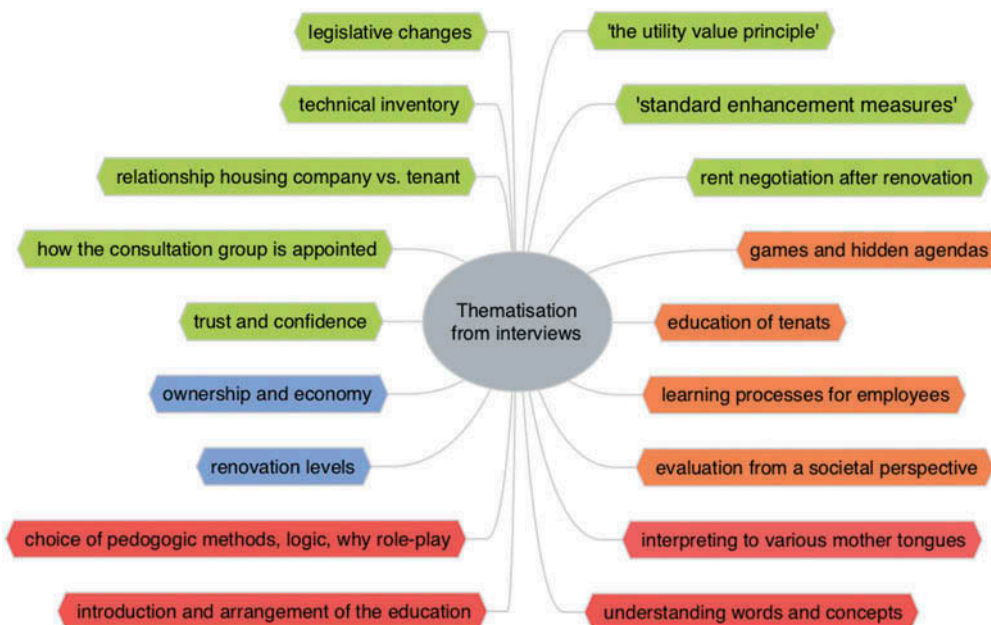 legislative changes
technical inventory
relationship housing company vs. tenant
how the consultation group is appointed
trust and confidence
ownership and economy
renovation levels
choice of pedogogic methods, logic, why role-play
introduction and arrangement of the education
Thematisation
from interviews
'the utility value principle'
'standard enhancement measures'
rent negotiation after renovation
games and hidden agendas
education of tenats
learning processes for employees
evaluation from a societal perspective
interpreting to various mother tongues
understanding words and concepts